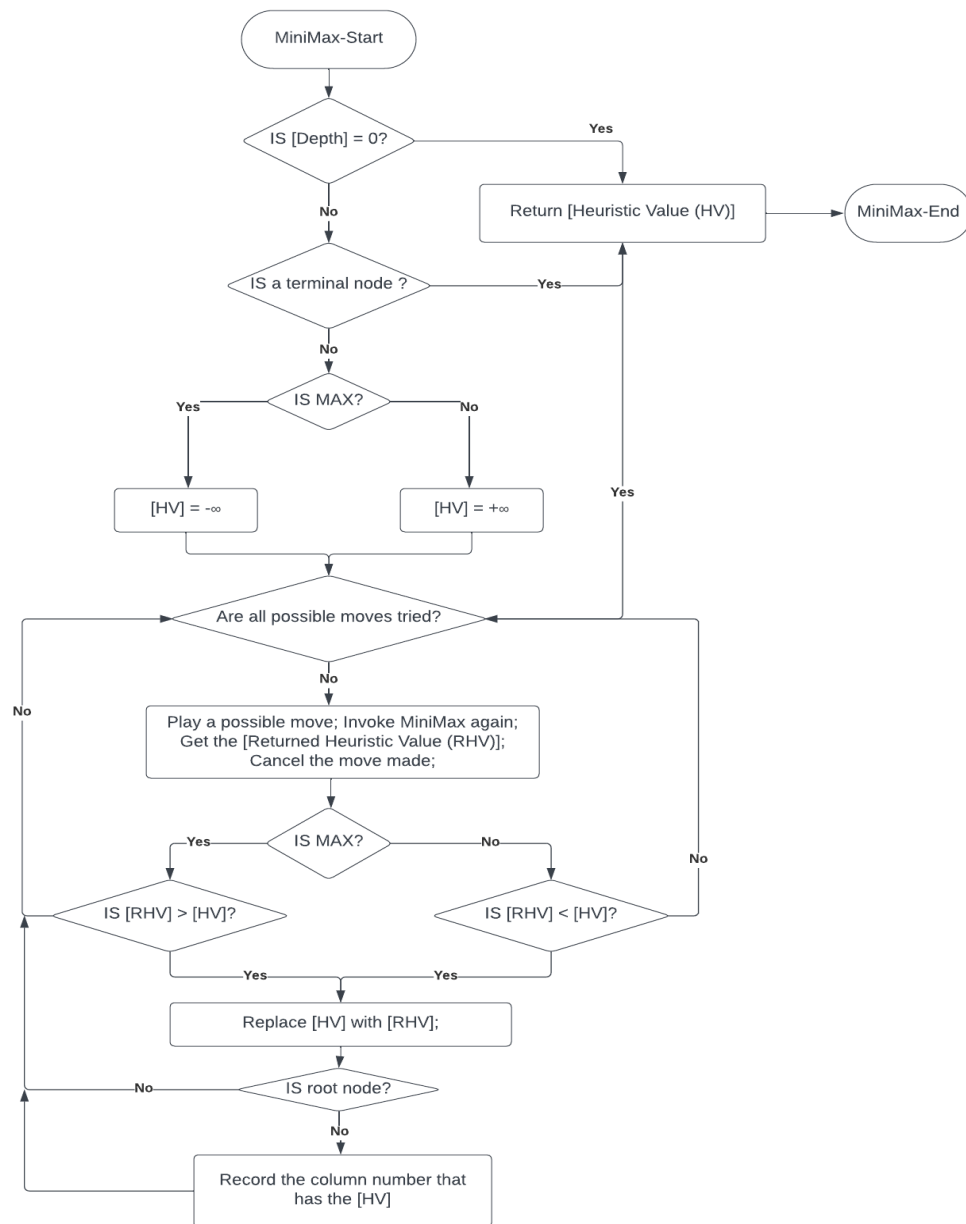 MiniMax-Start
IS [Depth] = 0?
Yes
Return [Heuristic Value (HV)]
MiniMax-End
No
IS a terminal node ?
Yes
No
IS MAX?
Yes
No
[HV] = -∞
[HV] = +∞
Yes
Are all possible moves tried?
No
No
Play a possible move; Invoke MiniMax again;
Get the [Returned Heuristic Value (RHV)];
Cancel the move made;
IS MAX?
Yes
No
No
IS [RHV] > [HV]?
IS [RHV] < [HV]?
Yes
Yes
Replace [HV] with [RHV];
IS root node?
No
No
Record the column number that
has the [HV]